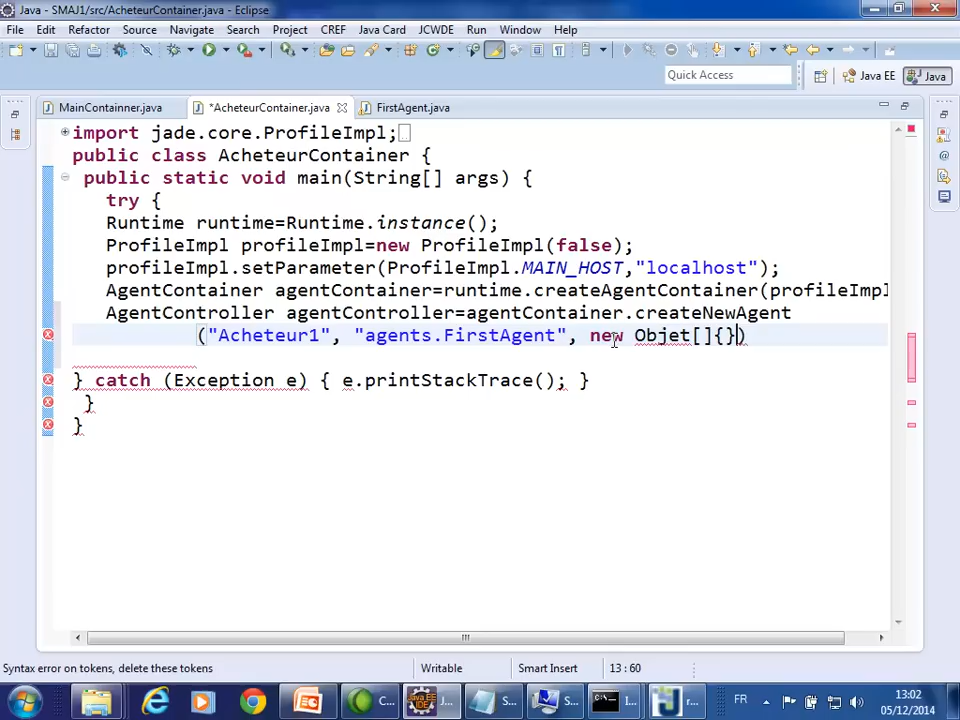 Java - SMAJ1/src/AcheteurContainer.java - Eclipse
File Edit Refactor Source Navigate Search Project CREF Java Card JCWDE Run Window Help
Quick Access
Java EE
Java
MainContainner.java
*AcheteurContainer.java
FirstAgent.java
import jade.core.ProfileImpl;
public class AcheteurContainer {
public static void main(String[] args) {
try {
Runtime runtime=Runtime.instance();
ProfileImpl profileImpl=new ProfileImpl(false);
profileImpl.setParameter(ProfileImpl.MAIN_HOST,"localhost");
AgentContainer agentContainer=runtime.createAgentContainer(profileImpl
AgentController agentController=agentContainer.createNewAgent
("Acheteur1", "agents.FirstAgent", new Objet[]{})
} catch (Exception e) { e.printStackTrace(); }
}
}
Syntax error on tokens, delete these tokens
Writable
Smart Insert
13 : 60
C...
J...
S...
S...
I...
r...
FR
13:02
05/12/2014